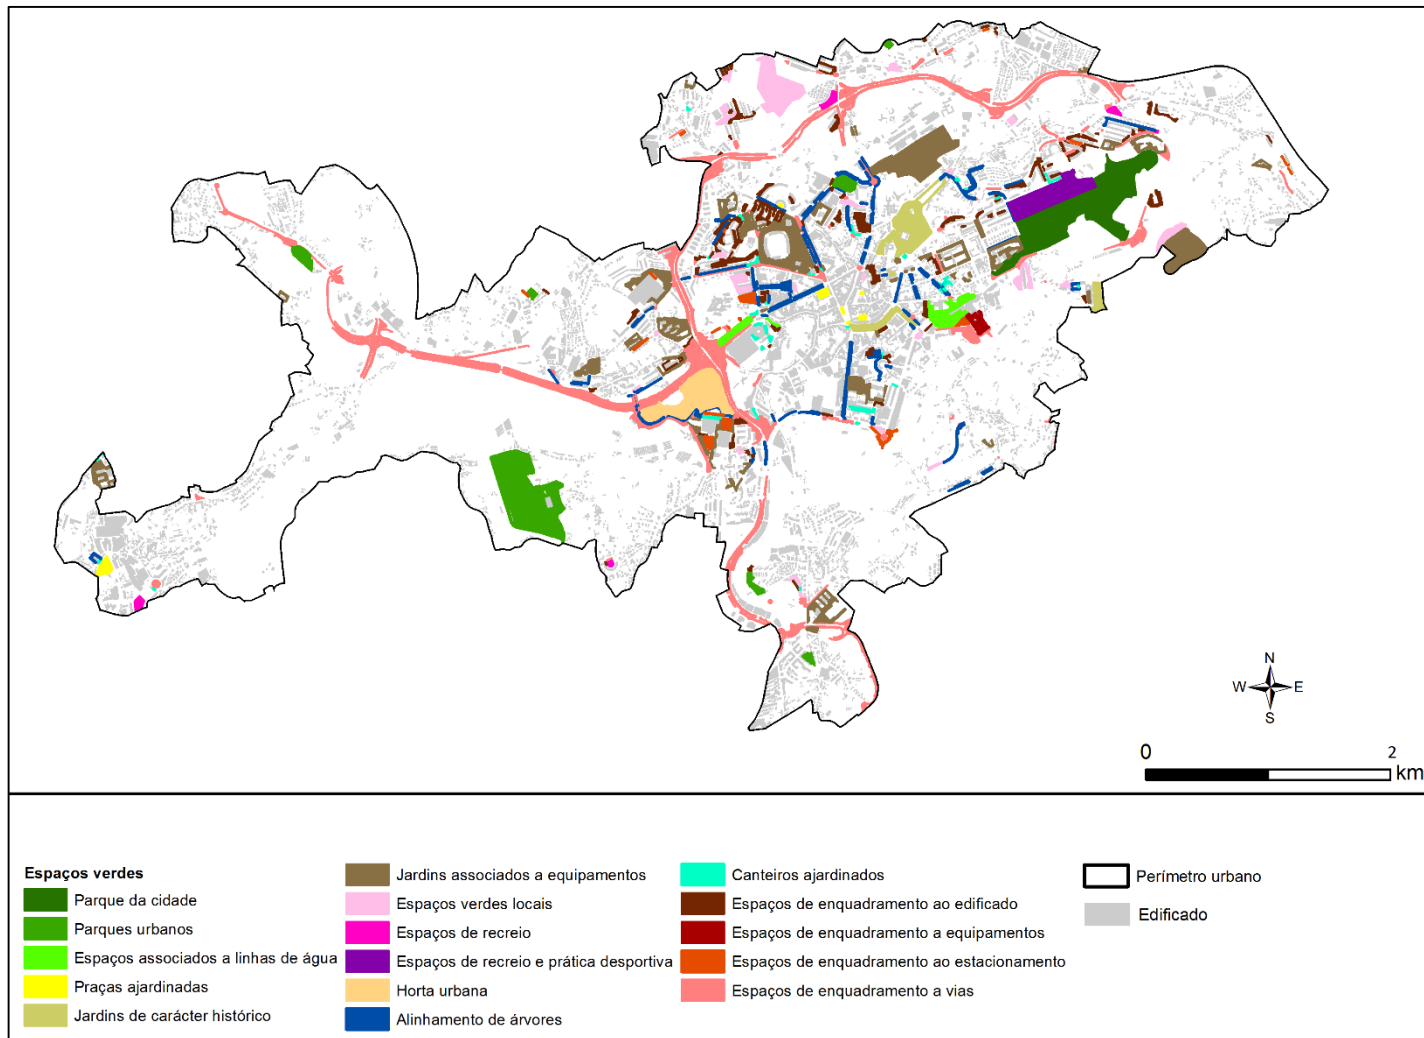 N
W E
S
0 2
km
Espaços verdes
Parque da cidade
Parques urbanos
Espaços associados a linhas de água
Praças ajardinadas
Jardins de carácter histórico
Jardins associados a equipamentos
Espaços verdes locais
Espaços de recreio
Espaços de recreio e prática desportiva
Horta urbana
Alinhamento de árvores
Canteiros ajardinados
Espaços de enquadramento ao edificado
Espaços de enquadramento a equipamentos
Espaços de enquadramento ao estacionamento
Espaços de enquadramento a vias
Perímetro urbano
Edificado